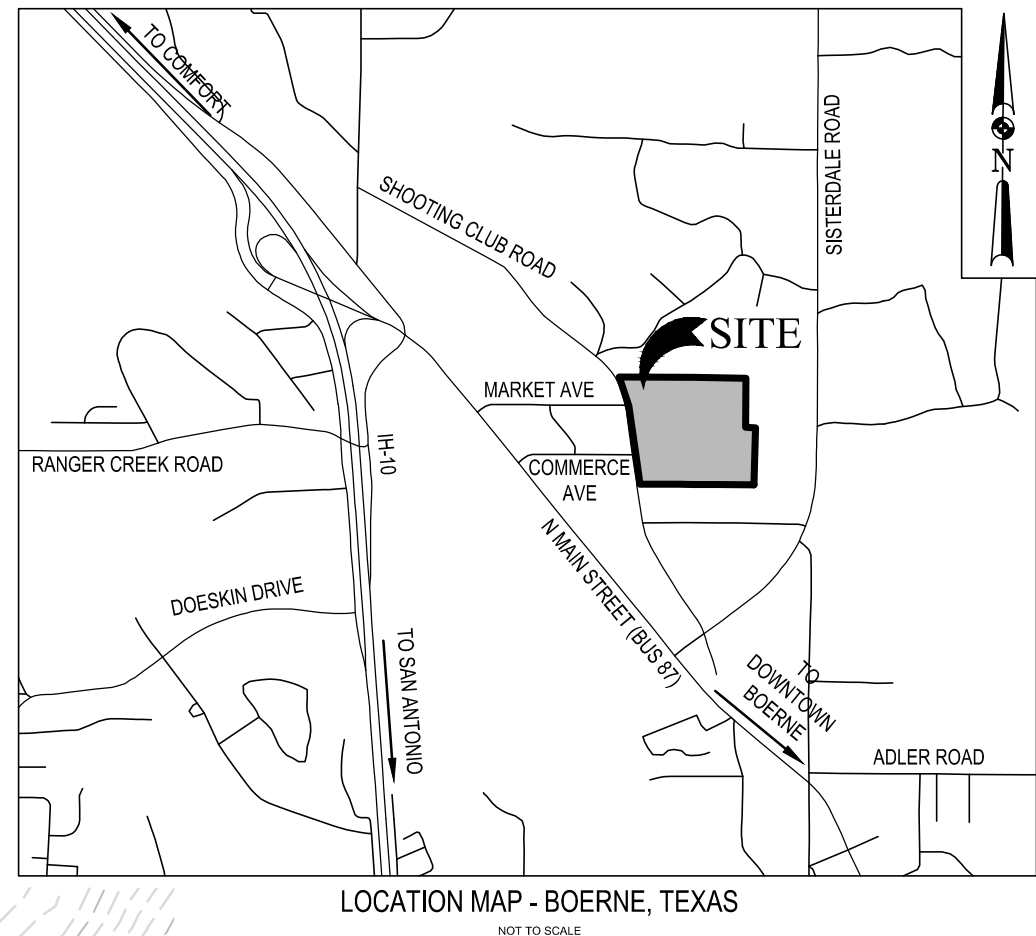 TO COMFORT
SISTERDALE ROAD
N
SHOOTING CLUB ROAD
SITE
MARKET AVE
IH-10
RANGER CREEK ROAD
COMMERCE
AVE
N MAIN STREET (BUS 87)
DOESKIN DRIVE
TO SAN ANTONIO
TO
DOWNTOWN
BOERNE
ADLER ROAD
LOCATION MAP - BOERNE, TEXAS
NOT TO SCALE